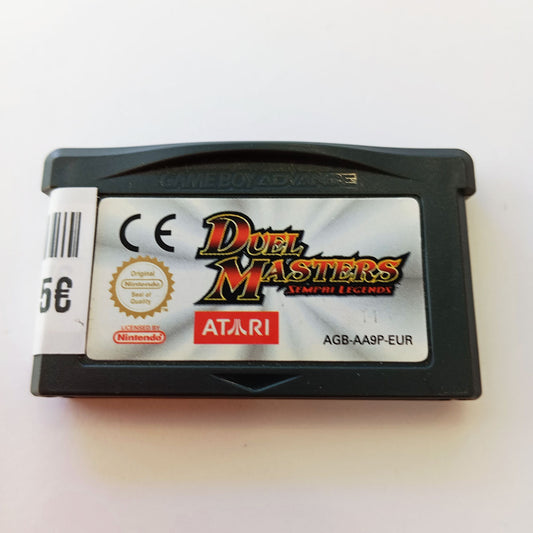 GAME BOY ADVANCE
CE
DUEL
MASTERS
SEMPAI LEGENDS
Original
Nintendo
Seal of
Quality
5€
LICENSED BY
Nintendo
ATARI
AGB-AA9P-EUR
11